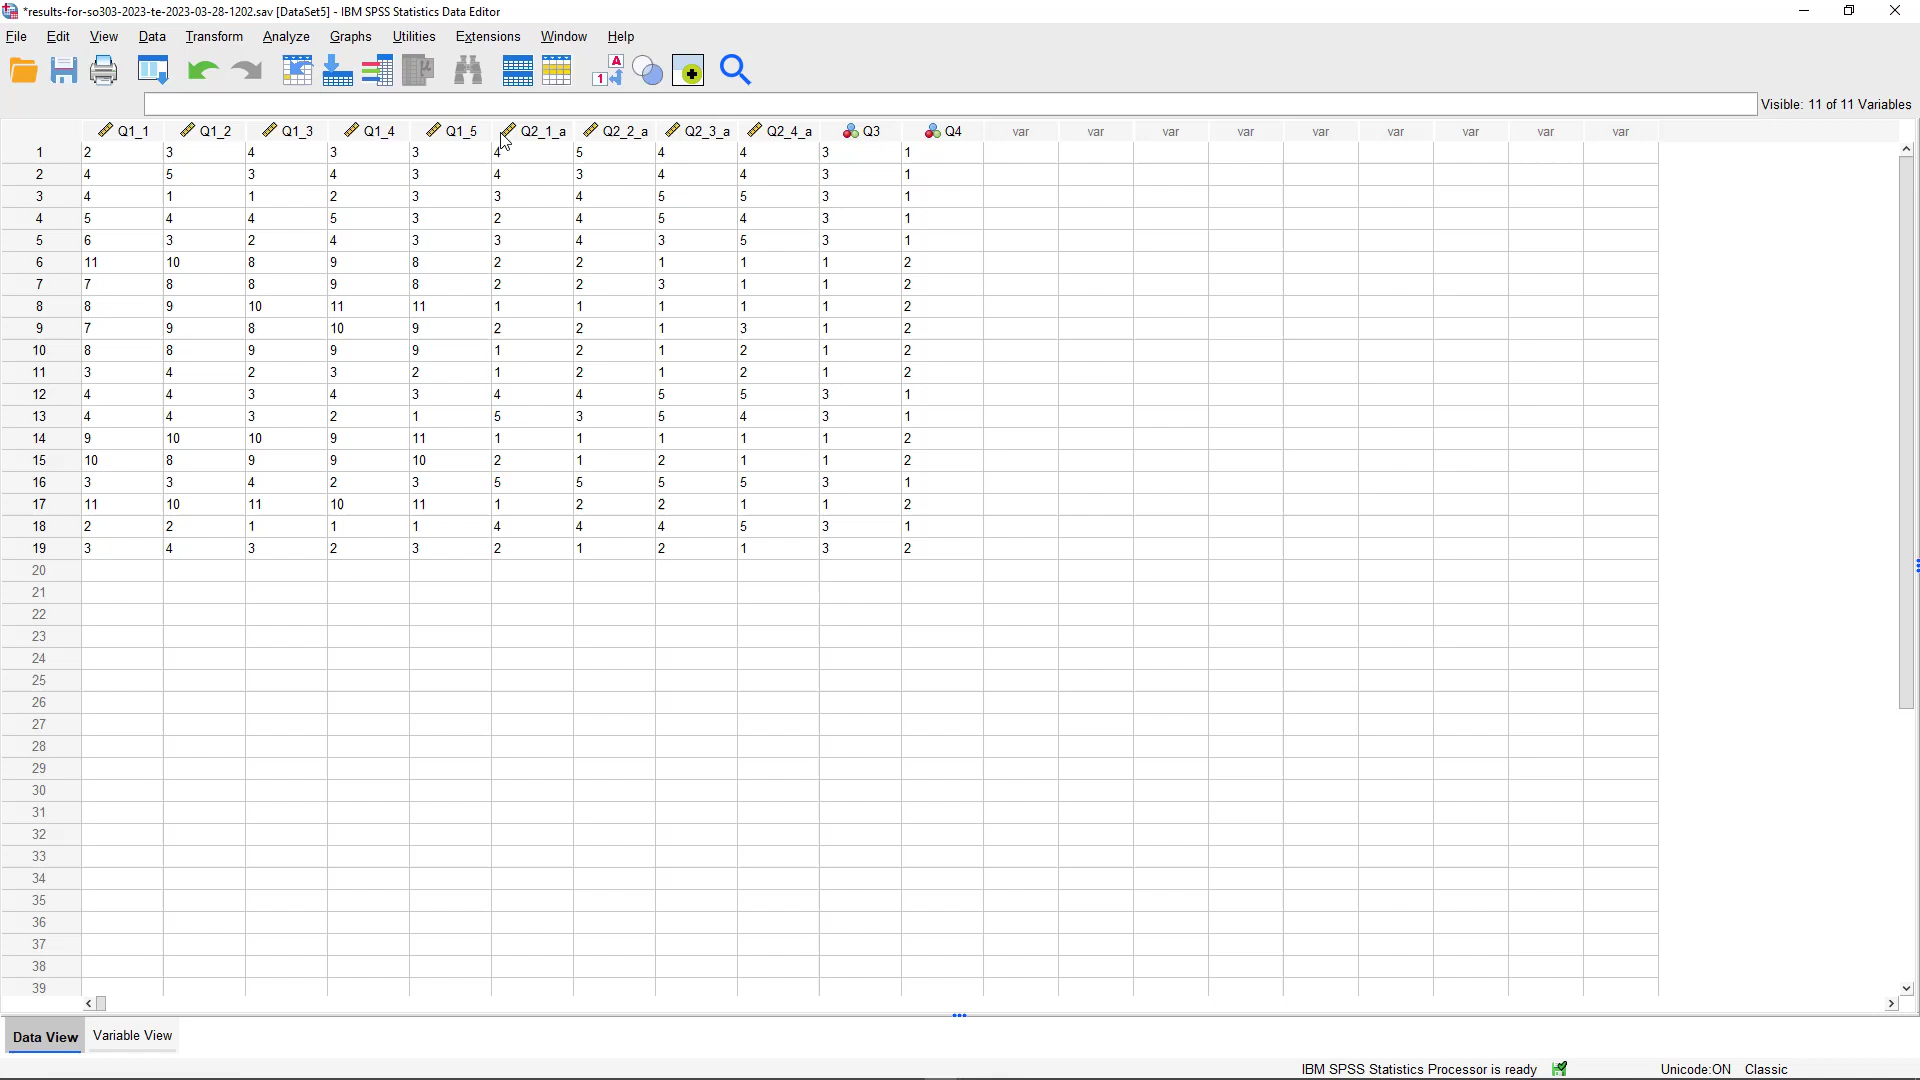 *results-for-so303-2023-te-2023-03-28-1202.sav [DataSet5] - IBM SPSS Statistics Data Editor
File Edit View Data Transform Analyze Graphs Utilities Extensions Window Help
Visible: 11 of 11 Variables
Q1_1 Q1_2 Q1_3 Q1_4 Q1_5 Q2_1_a Q2_2_a Q2_3_a Q2_4_a Q3 Q4 var var var var var var var var var
1 2 3 4 3 3 4 5 4 4 3 1
2 4 5 3 4 3 4 3 4 4 3 1
3 4 1 1 2 3 3 4 5 5 3 1
4 5 4 4 5 3 2 4 5 4 3 1
5 6 3 2 4 3 3 4 3 5 3 1
6 11 10 8 9 8 2 2 1 1 1 2
7 7 8 8 9 8 2 2 3 1 1 2
8 8 9 10 11 11 1 1 1 1 1 2
9 7 9 8 10 9 2 2 1 3 1 2
10 8 8 9 9 9 1 2 1 2 1 2
11 3 4 2 3 2 1 2 1 2 1 2
12 4 4 3 4 3 4 4 5 5 3 1
13 4 4 3 2 1 5 3 5 4 3 1
14 9 10 10 9 11 1 1 1 1 1 2
15 10 8 9 9 10 2 1 2 1 1 2
16 3 3 4 2 3 5 5 5 5 3 1
17 11 10 11 10 11 1 2 2 1 1 2
18 2 2 1 1 1 4 4 4 5 3 1
19 3 4 3 2 3 2 1 2 1 3 2
20
21
22
23
24
25
26
27
28
29
30
31
32
33
34
35
36
37
38
39
Data View Variable View
IBM SPSS Statistics Processor is ready Unicode:ON Classic